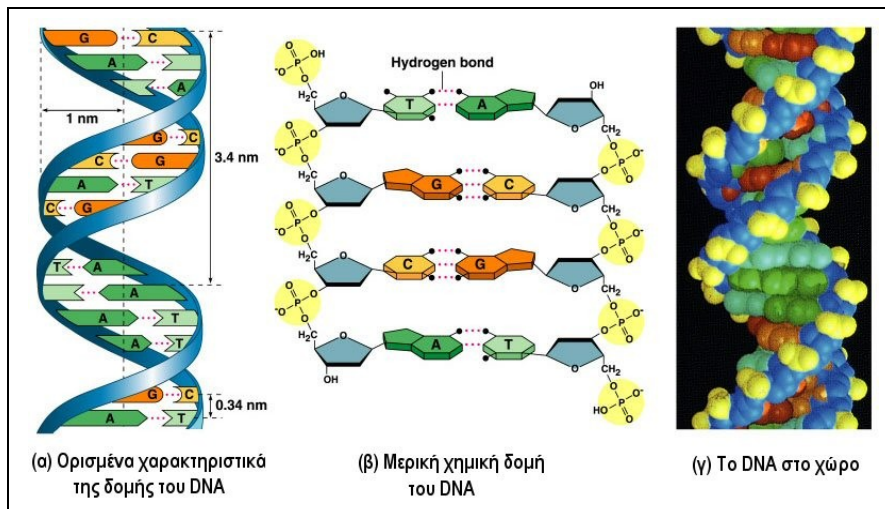 G C
A
T A
1 nm
G C
C G
A T
C G
3.4 nm
T A
A
A T
A T
G C
0.34 nm
A T
(α) Ορισμένα χαρακτηριστικά
της δομής του DNA
O
O⁻ P OH
O
H₂C O
Hydrogen bond
T A
OH
O
CH₂
O
O P O⁻
O
O
O⁻ P O
O
H₂C O
G C
O
CH₂
O
O P O⁻
O
O
O⁻ P O
O
H₂C O
C G
O
CH₂
O
O P O⁻
O
O
O⁻ P O
O
H₂C O
A T
O
CH₂
OH
O
HO P O⁻
O
(β) Μερική χημική δομή
του DNA
(γ) Το DNA στο χώρο